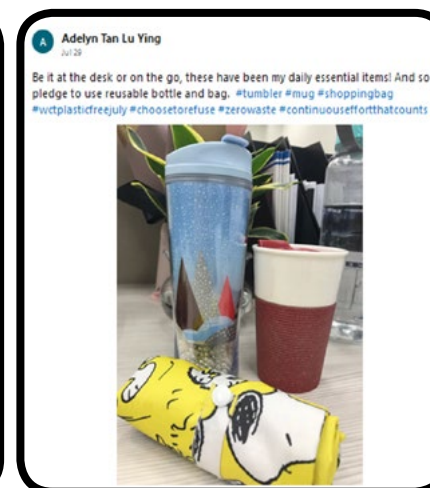 A
Adelyn Tan Lu Ying
Jul 29
Be it at the desk or on the go, these have been my daily essential items! And so
pledge to use reusable bottle and bag. #tumbler #mug #shoppingbag
#wctplasticfreejuly #choosetorefuse #zerowaste #continuouseffortthatcounts